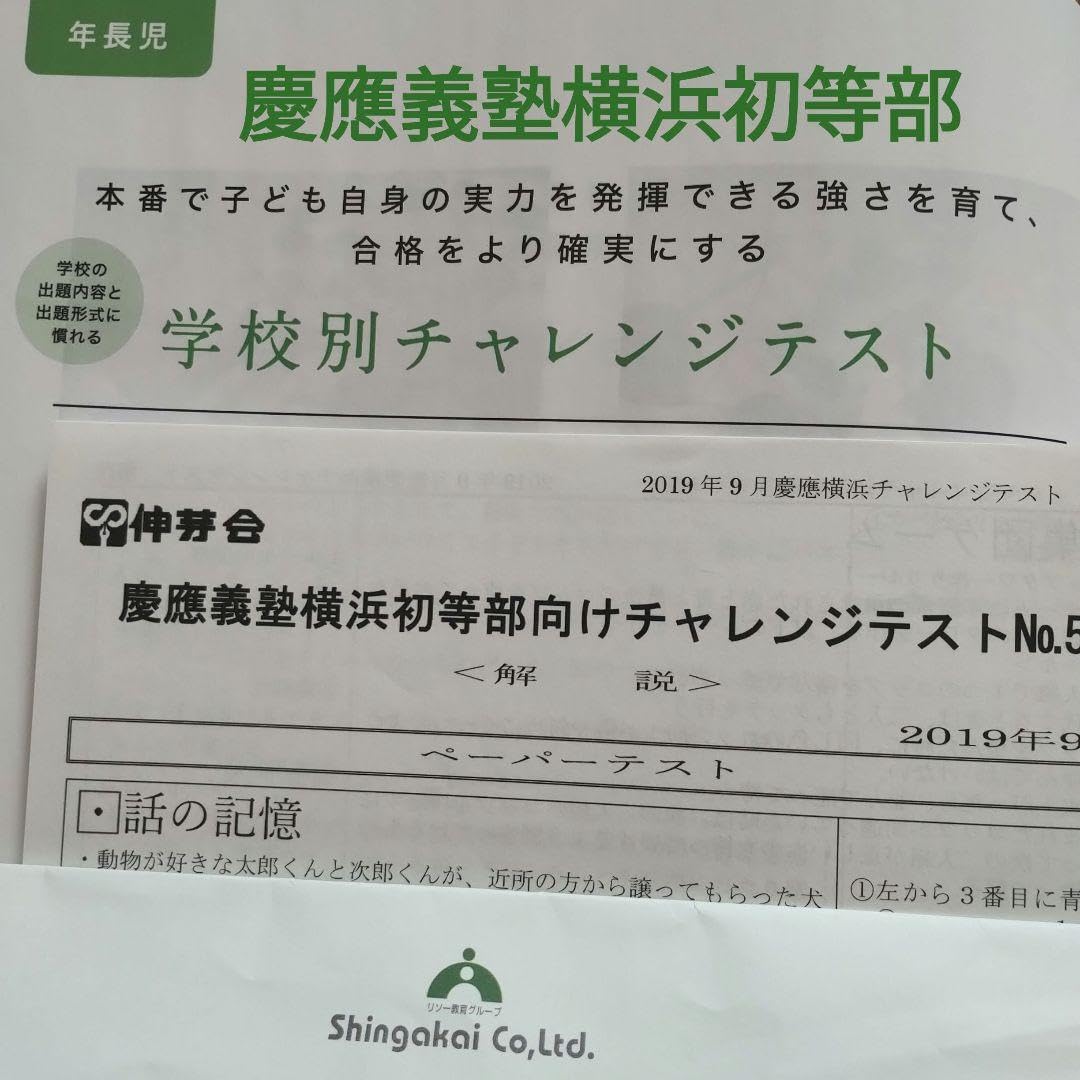 年長児
慶應義塾横浜初等部
本番で子ども自身の実力を発揮できる強さを育て、
合格をより確実にする
学校の
出題内容と
出題形式に
慣れる
学校別チャレンジテスト
2019年9月慶應横浜チャレンジテスト
伸芽会
慶應義塾横浜初等部向けチャレンジテスト№5
＜解　　　説＞
2019年9
ペーパーテスト
・話の記憶
・動物が好きな太郎くんと次郎くんが、近所の方から譲ってもらった犬
①左から3番目に青
リソー教育グループ
Shingakai Co,Ltd.